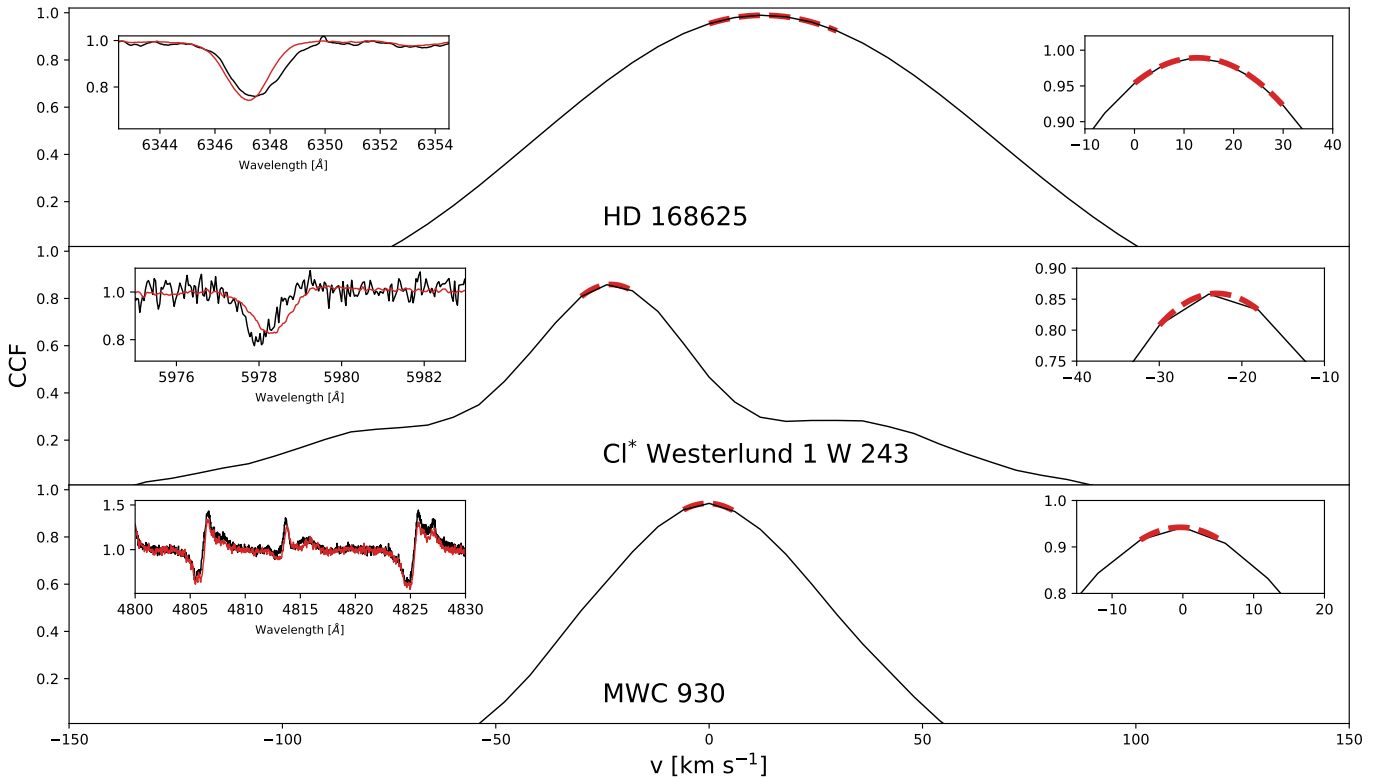 CCF
1.0
0.8
0.6
0.4
0.2
1.0
0.8
6344 6346 6348 6350 6352 6354
Wavelength [Å]
1.00
0.95
0.90
−10 0 10 20 30 40
HD 168625
1.0
0.8
0.6
0.4
0.2
1.0
0.8
5976 5978 5980 5982
Wavelength [Å]
0.90
0.85
0.80
0.75
−40 −30 −20 −10
Cl* Westerlund 1 W 243
1.0
0.8
0.6
0.4
0.2
1.5
1.0
4800 4805 4810 4815 4820 4825 4830
Wavelength [Å]
1.0
0.9
0.8
−10 0 10 20
MWC 930
−150 −100 −50 0 50 100 150
v [km s⁻¹]